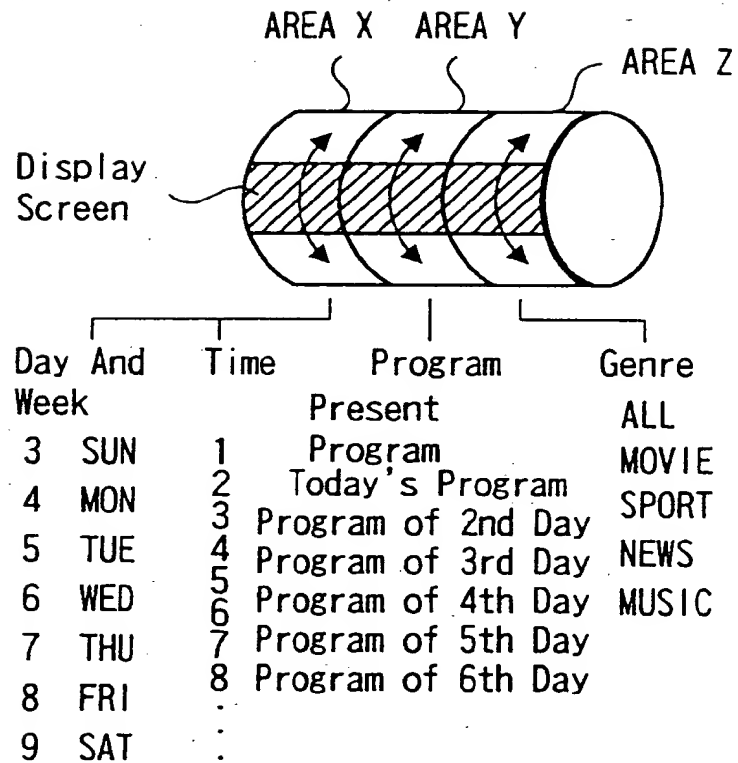 AREA X AREA Y
AREA Z
Display
Screen
Day And
Week
3 SUN
4 MON
5 TUE
6 WED
7 THU
8 FRI
9 SAT
Time
1
2
3
4
5
6
7
8
Program
Present
Program
Today's Program
Program of 2nd Day
Program of 3rd Day
Program of 4th Day
Program of 5th Day
Program of 6th Day
Genre
ALL
MOVIE
SPORT
NEWS
MUSIC